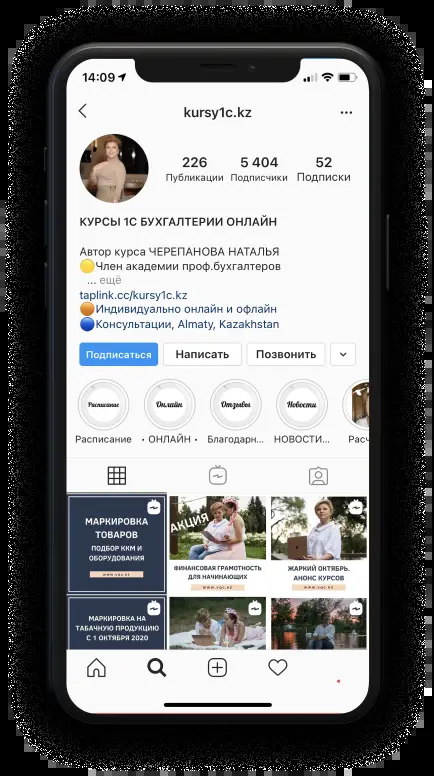 14:09
kursy1c.kz
226
5 404
52
Публикации
Подписчики
Подписки
КУРСЫ 1С БУХГАЛТЕРИИ ОНЛАЙН
Автор курса ЧЕРЕПАНОВА НАТАЛЬЯ
Член академии проф.бухгалтеров
... ещё
taplink.cc/kursy1c.kz
Индивидуально онлайн и офлайн
Консультации, Almaty, Kazakhstan
Подписаться
Написать
Позвонить
Расписание
Онлайн
Отзывы
Новости
Расписание
• ОНЛАЙН •
Благодарн...
НОВОСТИ...
Расч
МАРКИРОВКА
ТОВАРОВ
ПОДБОР ККМ И
ОБОРУДОВАНИЯ
WWW.VQC.KZ
АКЦИЯ
ФИНАНСОВАЯ ГРАМОТНОСТЬ
ДЛЯ НАЧИНАЮЩИХ
WWW.VQC.KZ
ЖАРКИЙ ОКТЯБРЬ.
АНОНС КУРСОВ
WWW.VQC.KZ
МАРКИРОВКА НА
ТАБАЧНУЮ ПРОДУКЦИЮ
С 1 ОКТЯБРЯ 2020